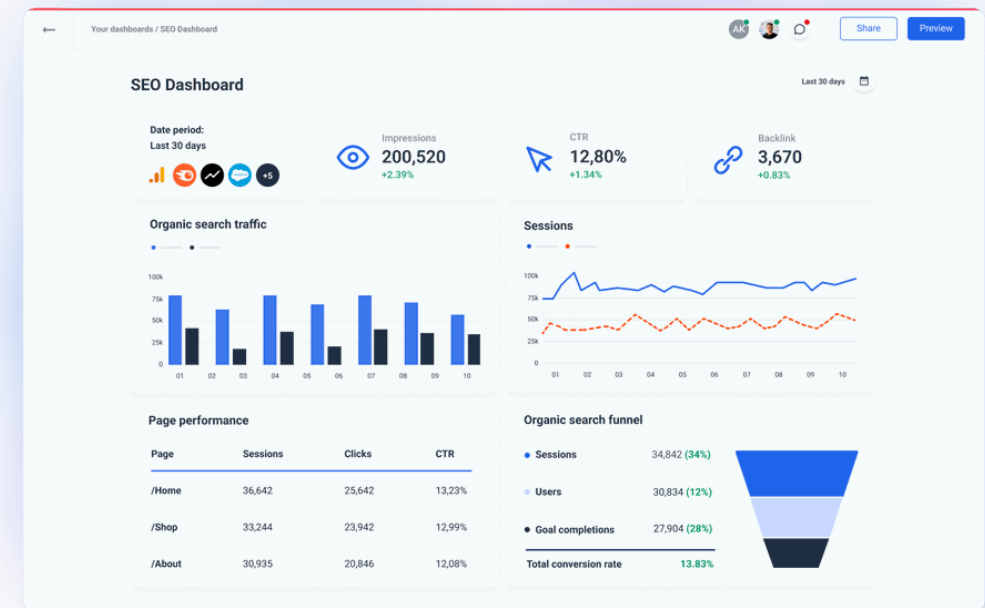 Your dashboards / SEO Dashboard
AK
Share
Preview
SEO Dashboard
Last 30 days
Date period:
Last 30 days
+5
Impressions
200,520
+2.39%
CTR
12,80%
+1.34%
Backlink
3,670
+0.83%
Organic search traffic
100k
75k
50k
25k
0
01 02 03 04 05 06 07 08 09 10
Sessions
100k
75k
50k
25k
0
01 02 03 04 05 06 07 08 09 10
Page performance
Page Sessions Clicks CTR
/Home 36,642 25,642 13,23%
/Shop 33,244 23,942 12,99%
/About 30,935 20,846 12,08%
Organic search funnel
Sessions 34,842 (34%)
Users 30,834 (12%)
Goal completions 27,904 (28%)
Total conversion rate 13.83%